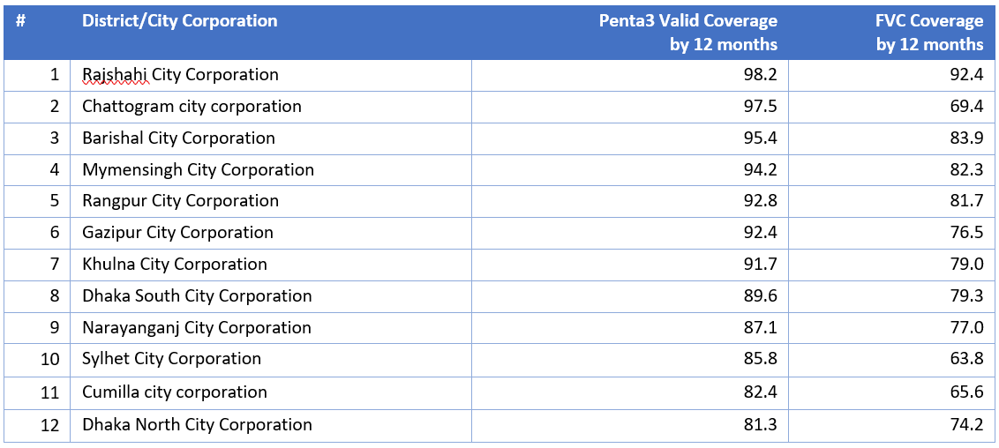 # District/City Corporation Penta3 Valid Coverage FVC Coverage
by 12 months by 12 months
1 Rajshahi City Corporation 98.2 92.4
2 Chattogram city corporation 97.5 69.4
3 Barishal City Corporation 95.4 83.9
4 Mymensingh City Corporation 94.2 82.3
5 Rangpur City Corporation 92.8 81.7
6 Gazipur City Corporation 92.4 76.5
7 Khulna City Corporation 91.7 79.0
8 Dhaka South City Corporation 89.6 79.3
9 Narayanganj City Corporation 87.1 77.0
10 Sylhet City Corporation 85.8 63.8
11 Cumilla city corporation 82.4 65.6
12 Dhaka North City Corporation 81.3 74.2